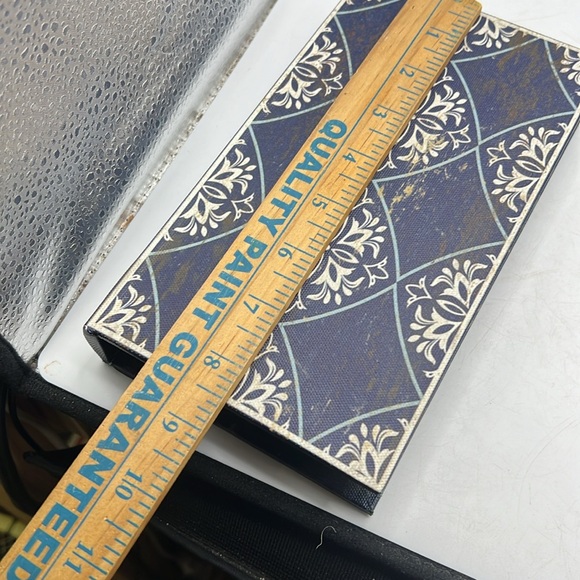 1 2 3 4 5 6 7 8 9 10 11
QUALITY PAINT GUARANTEED